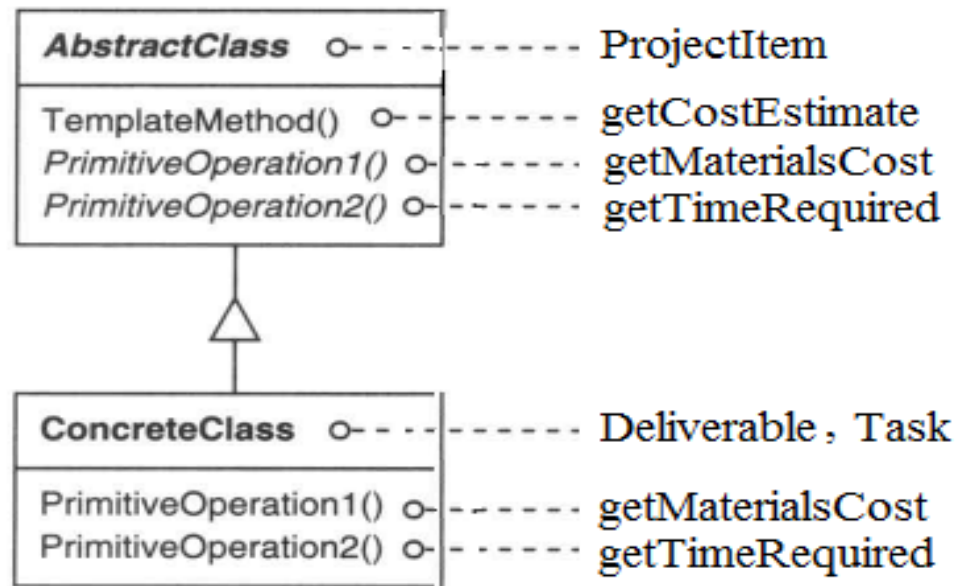 AbstractClass ProjectItem
TemplateMethod() getCostEstimate
PrimitiveOperation1() getMaterialsCost
PrimitiveOperation2() getTimeRequired
ConcreteClass Deliverable，Task
PrimitiveOperation1() getMaterialsCost
PrimitiveOperation2() getTimeRequired